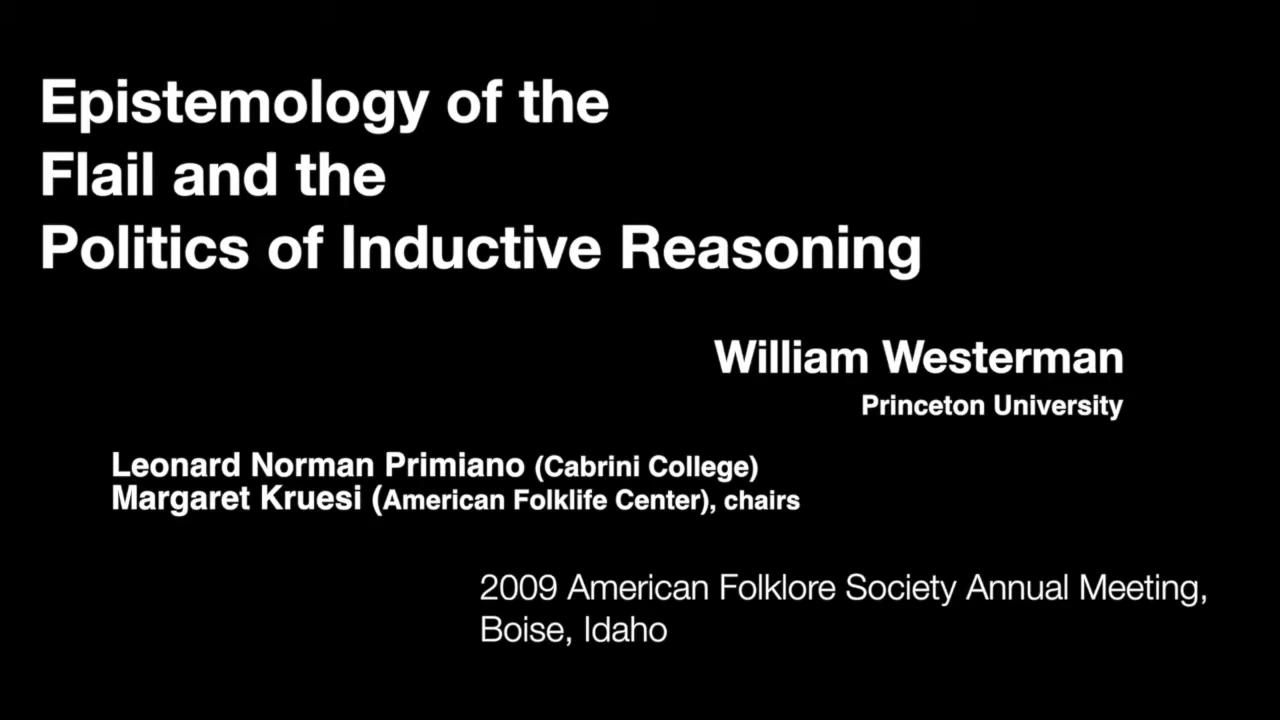 Epistemology of the
Flail and the
Politics of Inductive Reasoning
William Westerman
Princeton University
Leonard Norman Primiano (Cabrini College)
Margaret Kruesi (American Folklife Center), chairs
2009 American Folklore Society Annual Meeting,
Boise, Idaho